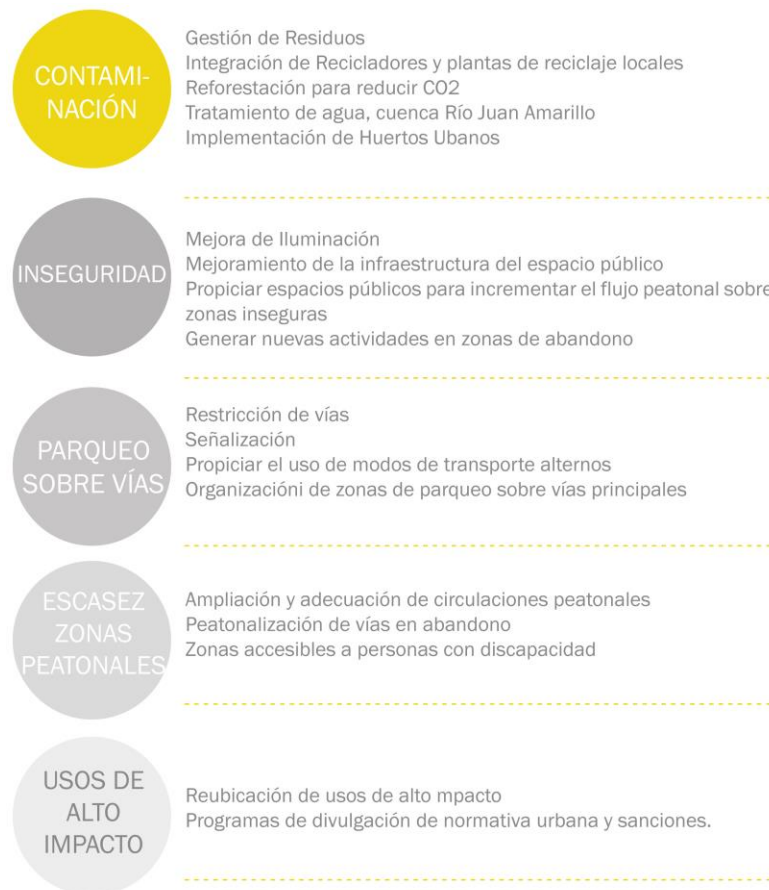 CONTAMI-
NACIÓN
Gestión de Residuos
Integración de Recicladores y plantas de reciclaje locales
Reforestación para reducir CO2
Tratamiento de agua, cuenca Río Juan Amarillo
Implementación de Huertos Ubanos
INSEGURIDAD
Mejora de Iluminación
Mejoramiento de la infraestructura del espacio público
Propiciar espacios públicos para incrementar el flujo peatonal sobre
zonas inseguras
Generar nuevas actividades en zonas de abandono
PARQUEO
SOBRE VÍAS
Restricción de vías
Señalización
Propiciar el uso de modos de transporte alternos
Organizacióni de zonas de parqueo sobre vías principales
ESCASEZ
ZONAS
PEATONALES
Ampliación y adecuación de circulaciones peatonales
Peatonalización de vías en abandono
Zonas accesibles a personas con discapacidad
USOS DE
ALTO
IMPACTO
Reubicación de usos de alto mpacto
Programas de divulgación de normativa urbana y sanciones.